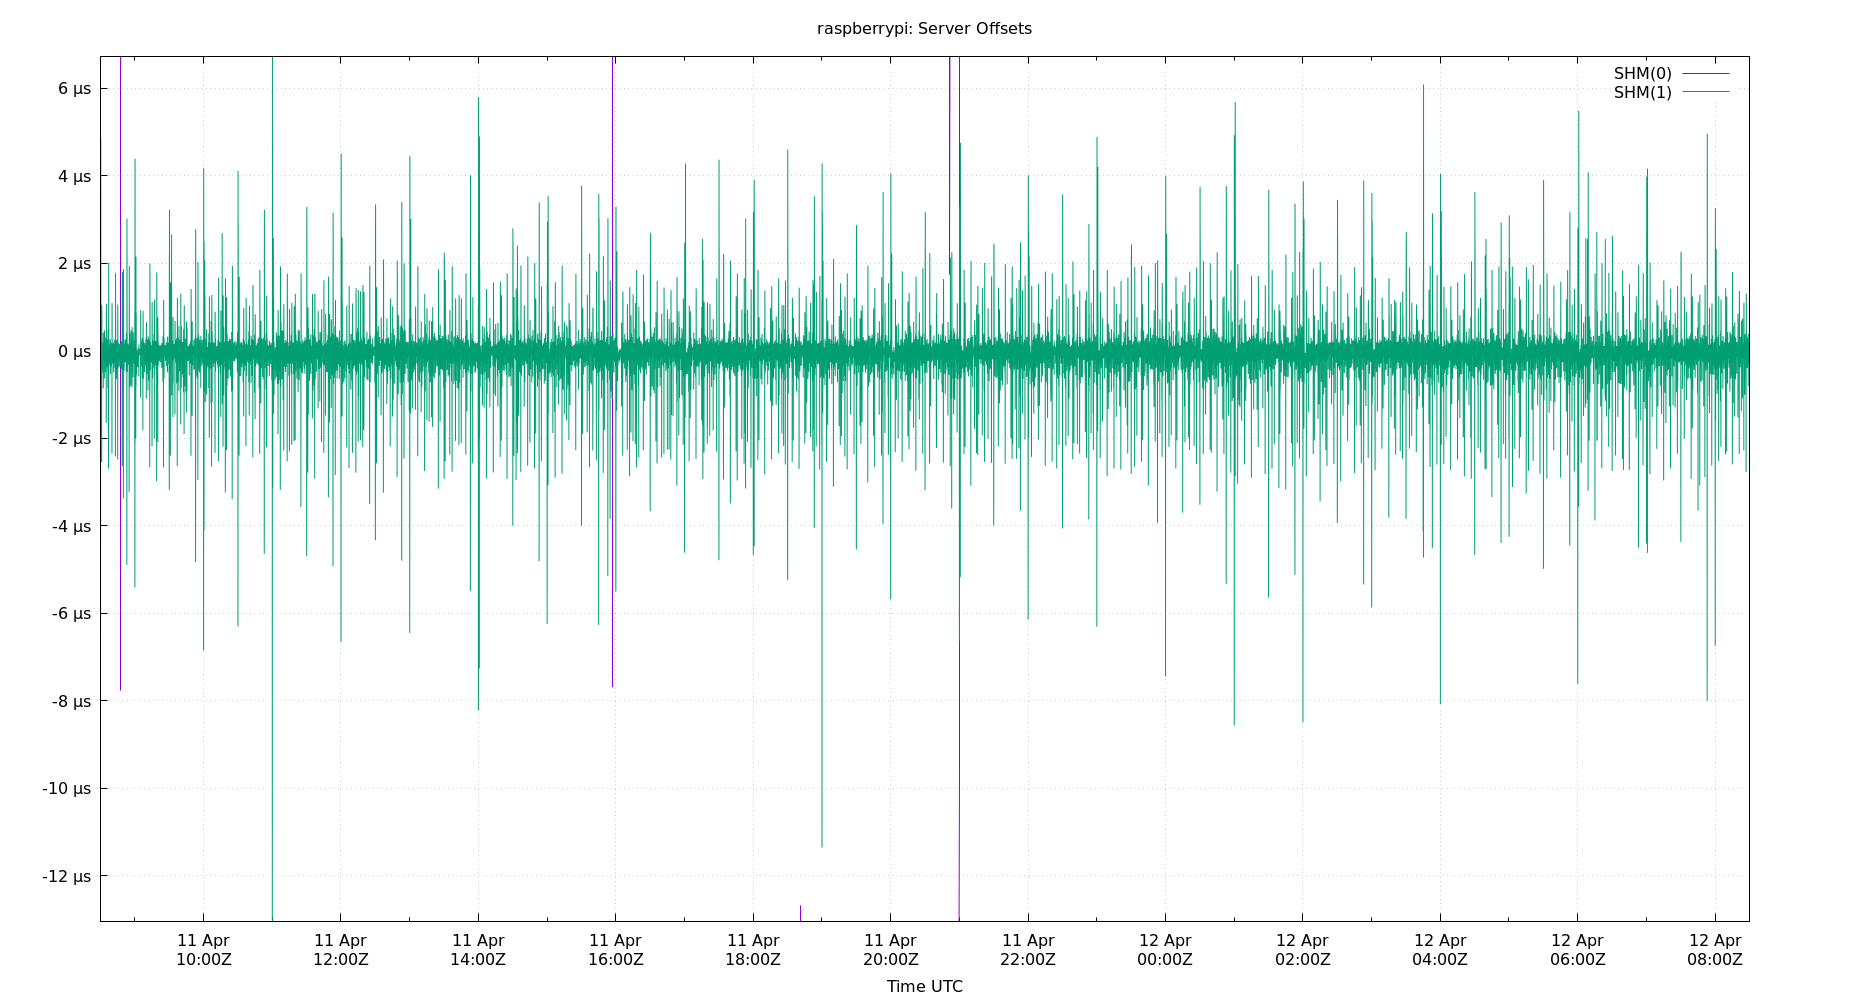 raspberrypi: Server Offsets
SHM(0)
SHM(1)
6 µs
4 µs
2 µs
0 µs
-2 µs
-4 µs
-6 µs
-8 µs
-10 µs
-12 µs
11 Apr 11 Apr 11 Apr 11 Apr 11 Apr 11 Apr 11 Apr 12 Apr 12 Apr 12 Apr 12 Apr 12 Apr
10:00Z 12:00Z 14:00Z 16:00Z 18:00Z 20:00Z 22:00Z 00:00Z 02:00Z 04:00Z 06:00Z 08:00Z
Time UTC